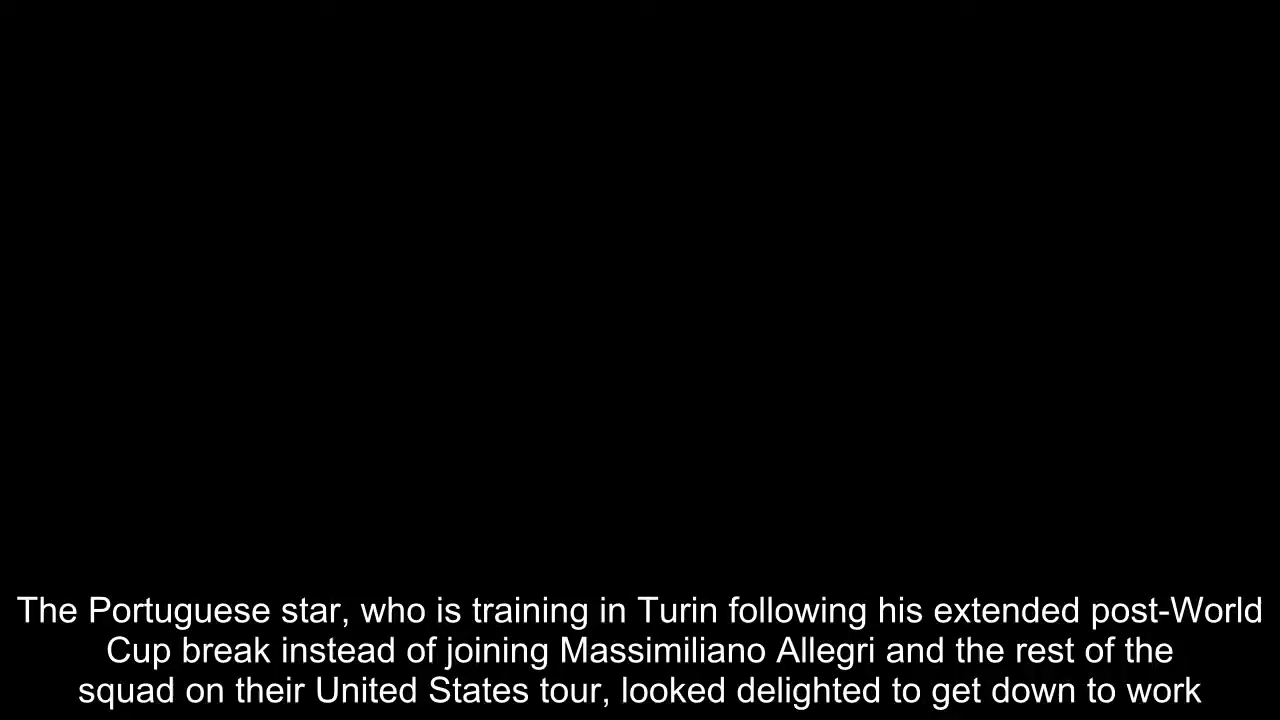 The Portuguese star, who is training in Turin following his extended post-World
Cup break instead of joining Massimiliano Allegri and the rest of the
squad on their United States tour, looked delighted to get down to work